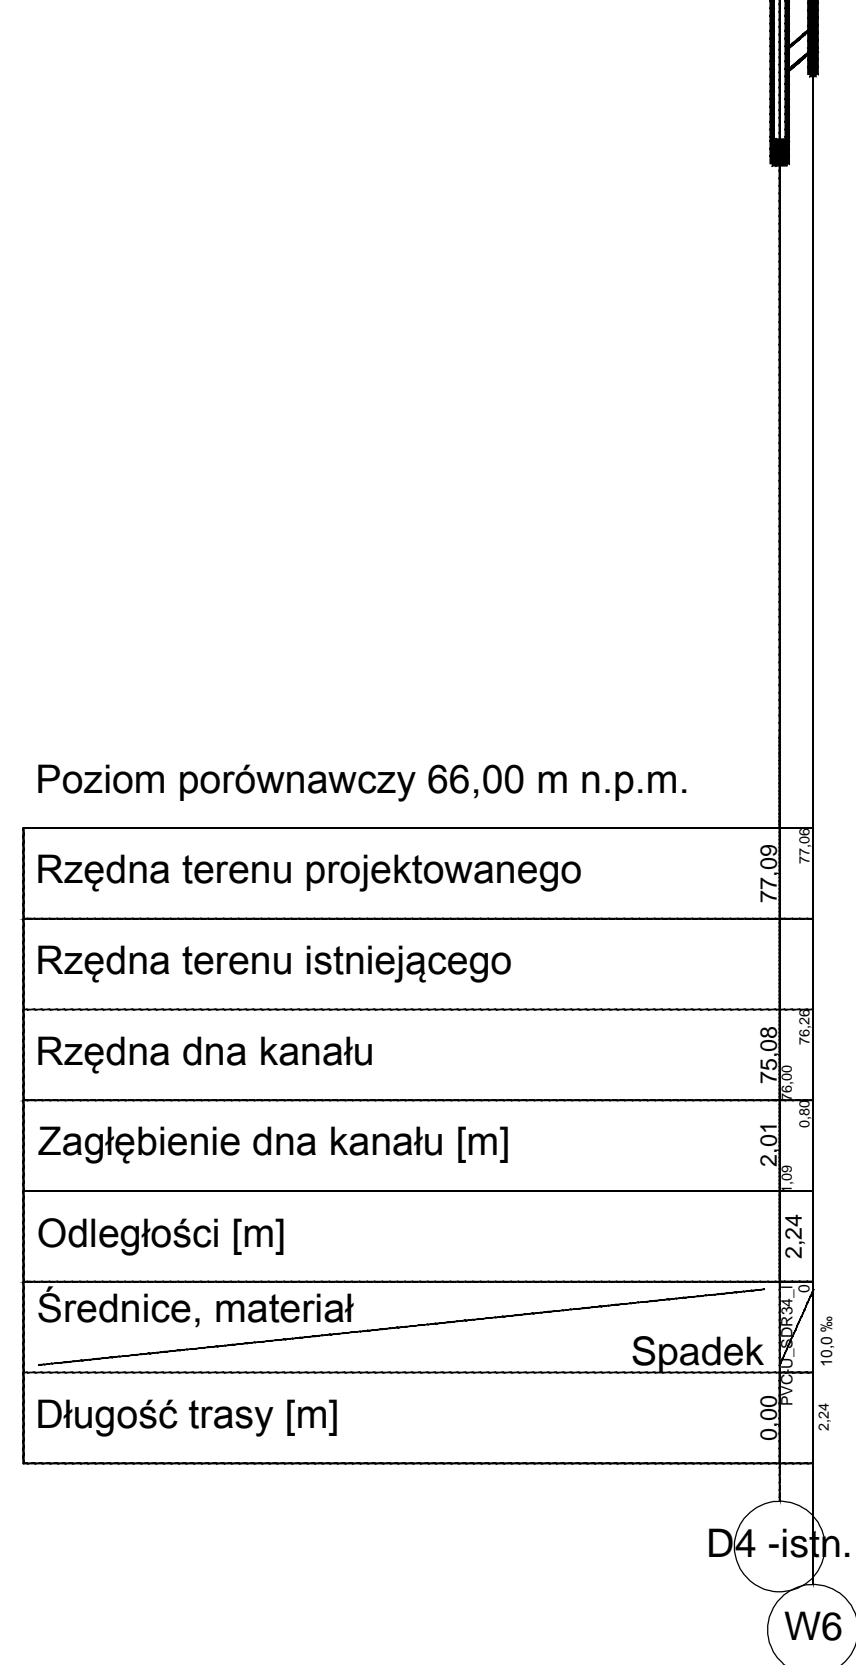 Poziom porównawczy 66,00 m n.p.m.
Rzędna terenu projektowanego 77,09 77,06
Rzędna terenu istniejącego
Rzędna dna kanału 75,08 76,00 76,26
Zagłębienie dna kanału [m] 2,01 1,09 0,80
Odległości [m] 2,24
Średnice, materiał
Spadek
PVC-U_SDR34_
10,0 ‰
Długość trasy [m] 0,00 2,24
D4 -istn.
W6